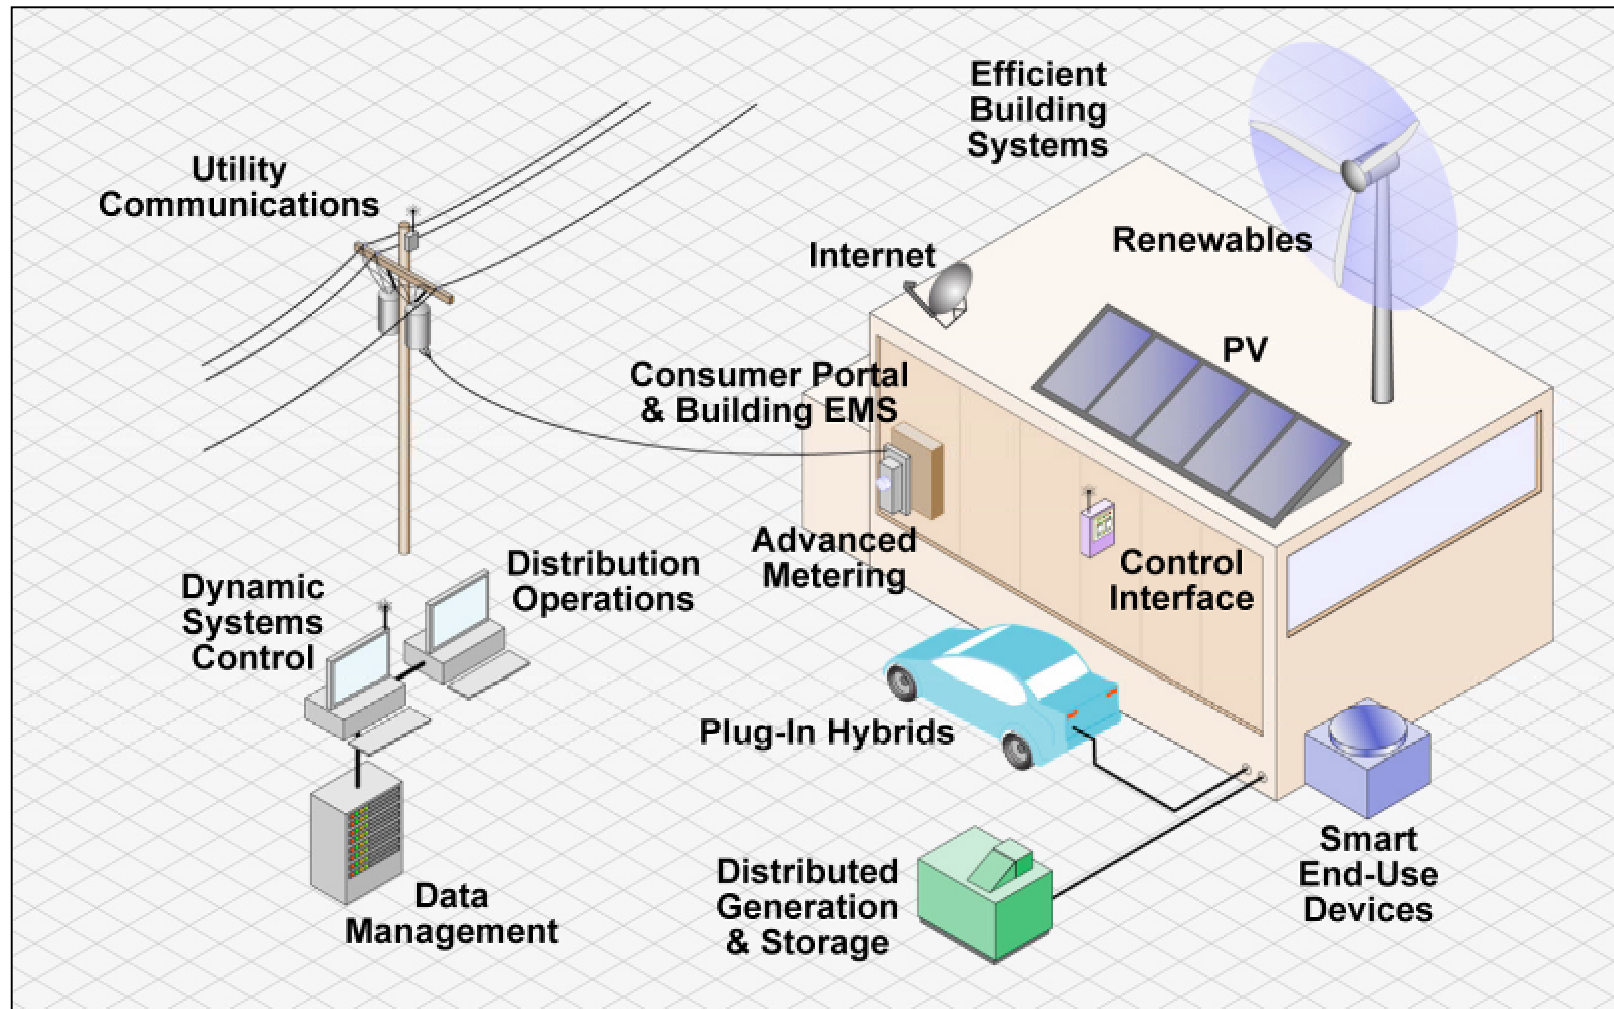 Efficient
Building
Systems
Utility
Communications
Internet
Renewables
PV
Consumer Portal
& Building EMS
Advanced
Metering
Control
Interface
Distribution
Operations
Dynamic
Systems
Control
Plug-In Hybrids
Data
Management
Distributed
Generation
& Storage
Smart
End-Use
Devices